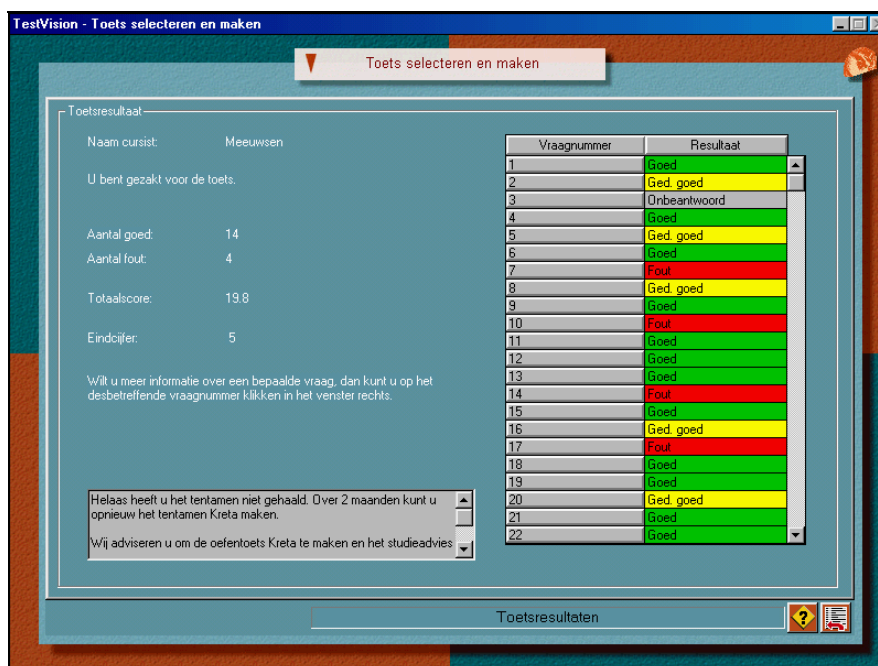 TestVision - Toets selecteren en maken
Toets selecteren en maken
Toetsresultaat
Naam cursist: Meeuwsen
U bent gezakt voor de toets.
Aantal goed: 14
Aantal fout: 4
Totaalscore: 19.8
Eindcijfer: 5
Wilt u meer informatie over een bepaalde vraag, dan kunt u op het
desbetreffende vraagnummer klikken in het venster rechts.
Helaas heeft u het tentamen niet gehaald. Over 2 maanden kunt u
opnieuw het tentamen Kreta maken.
Wij adviseren u om de oefentoets Kreta te maken en het studieadvies
Vraagnummer Resultaat
1 Goed
2 Ged. goed
3 Onbeantwoord
4 Goed
5 Ged. goed
6 Goed
7 Fout
8 Ged. goed
9 Goed
10 Fout
11 Goed
12 Goed
13 Goed
14 Fout
15 Goed
16 Ged. goed
17 Fout
18 Goed
19 Goed
20 Ged. goed
21 Goed
22 Goed
Toetsresultaten
?